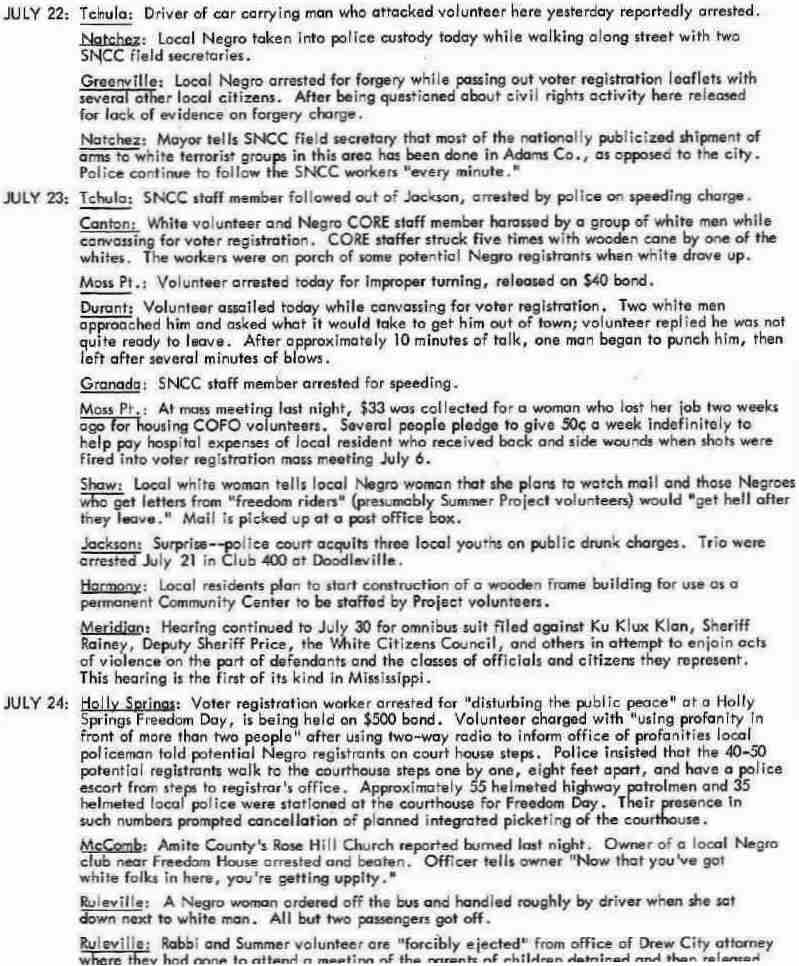 JULY 22: Tchula: Driver of car carrying man who attacked volunteer here yesterday reportedly arrested.
Natchez: Local Negro taken into police custody today while walking along street with two
SNCC field secretaries.
Greenville: Local Negro arrested for forgery while passing out voter registration leaflets with
several other local citizens. After being questioned about civil rights activity here released
for lack of evidence on forgery charge.
Natchez: Mayor tells SNCC field secretary that most of the nationally publicized shipment of
arms to white terrorist groups in this area has been done in Adams Co., as opposed to the city.
Police continue to follow the SNCC workers "every minute."
JULY 23: Tchula: SNCC staff member followed out of Jackson, arrested by police on speeding charge.
Canton: White volunteer and Negro CORE staff member harassed by a group of white men while
canvassing for voter registration. CORE staffer struck five times with wooden cane by one of the
whites. The workers were on porch of some potential Negro registrants when white drove up.
Moss Pt.: Volunteer arrested today for improper turning, released on $40 bond.
Durant: Volunteer assailed today while canvassing for voter registration. Two white men
approached him and asked what it would take to get him out of town; volunteer replied he was not
quite ready to leave. After approximately 10 minutes of talk, one man began to punch him, then
left after several minutes of blows.
Granada: SNCC staff member arrested for speeding.
Moss Pt.: At mass meeting last night, $33 was collected for a woman who lost her job two weeks
ago for housing COFO volunteers. Several people pledge to give 50¢ a week indefinitely to
help pay hospital expenses of local resident who received back and side wounds when shots were
fired into voter registration mass meeting July 6.
Shaw: Local white woman tells local Negro woman that she plans to watch mail and those Negroes
who get letters from "freedom riders" (presumably Summer Project volunteers) would "get hell after
they leave." Mail is picked up at a post office box.
Jackson: Surprise--police court acquits three local youths on public drunk charges. Trio were
arrested July 21 in Club 400 at Doodleville.
Harmony: Local residents plan to start construction of a wooden frame building for use as a
permanent Community Center to be staffed by Project volunteers.
Meridian: Hearing continued to July 30 for omnibus suit filed against Ku Klux Klan, Sheriff
Rainey, Deputy Sheriff Price, the White Citizens Council, and others in attempt to enjoin acts
of violence on the part of defendants and the classes of officials and citizens they represent.
This hearing is the first of its kind in Mississippi.
JULY 24: Holly Springs: Voter registration worker arrested for "disturbing the public peace" at a Holly
Springs Freedom Day, is being held on $500 bond. Volunteer charged with "using profanity in
front of more than two people" after using two-way radio to inform office of profanities local
policeman told potential Negro registrants on court house steps. Police insisted that the 40-50
potential registrants walk to the courthouse steps one by one, eight feet apart, and have a police
escort from steps to registrar's office. Approximately 55 helmeted highway patrolmen and 35
helmeted local police were stationed at the courthouse for Freedom Day. Their presence in
such numbers prompted cancellation of planned integrated picketing of the courthouse.
McComb: Amite County's Rose Hill Church reported burned last night. Owner of a local Negro
club near Freedom House arrested and beaten. Officer tells owner "Now that you've got
white folks in here, you're getting uppity."
Ruleville: A Negro woman ordered off the bus and handled roughly by driver when she sat
down next to white man. All but two passengers got off.
Ruleville: Rabbi and Summer volunteer are "forcibly ejected" from office of Drew City attorney
where they had gone to attend a meeting of the parents of children detained and then released